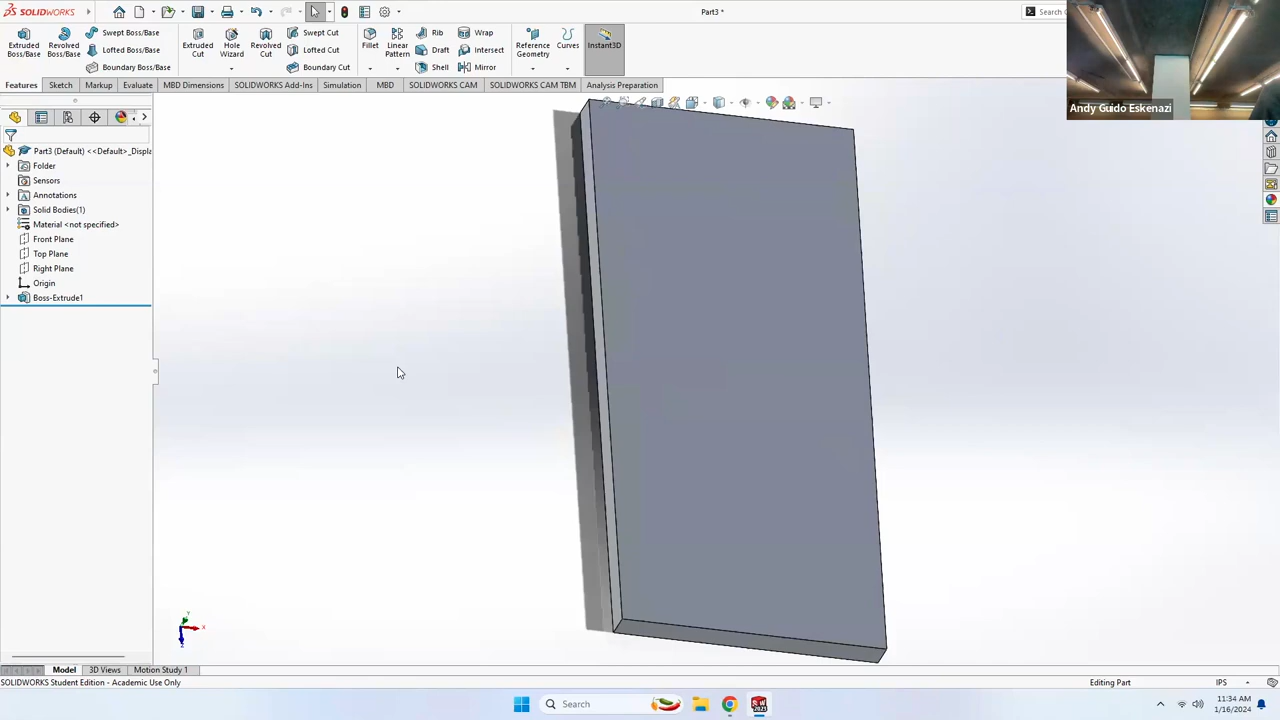 SOLIDWORKS
Part3 *
Search C
Extruded Boss/Base
Revolved Boss/Base
Swept Boss/Base
Lofted Boss/Base
Boundary Boss/Base
Extruded Cut
Hole Wizard
Revolved Cut
Swept Cut
Lofted Cut
Boundary Cut
Fillet
Linear Pattern
Rib
Draft
Shell
Wrap
Intersect
Mirror
Reference Geometry
Curves
Instant3D
Features
Sketch
Markup
Evaluate
MBD Dimensions
SOLIDWORKS Add-Ins
Simulation
MBD
SOLIDWORKS CAM
SOLIDWORKS CAM TBM
Analysis Preparation
Andy Guido Eskenazi
Part3 (Default) <<Default>_Displa
Folder
Sensors
Annotations
Solid Bodies(1)
Material <not specified>
Front Plane
Top Plane
Right Plane
Origin
Boss-Extrude1
Y
X
Z
Model
3D Views
Motion Study 1
SOLIDWORKS Student Edition - Academic Use Only
Editing Part
IPS
Search
11:34 AM
1/16/2024